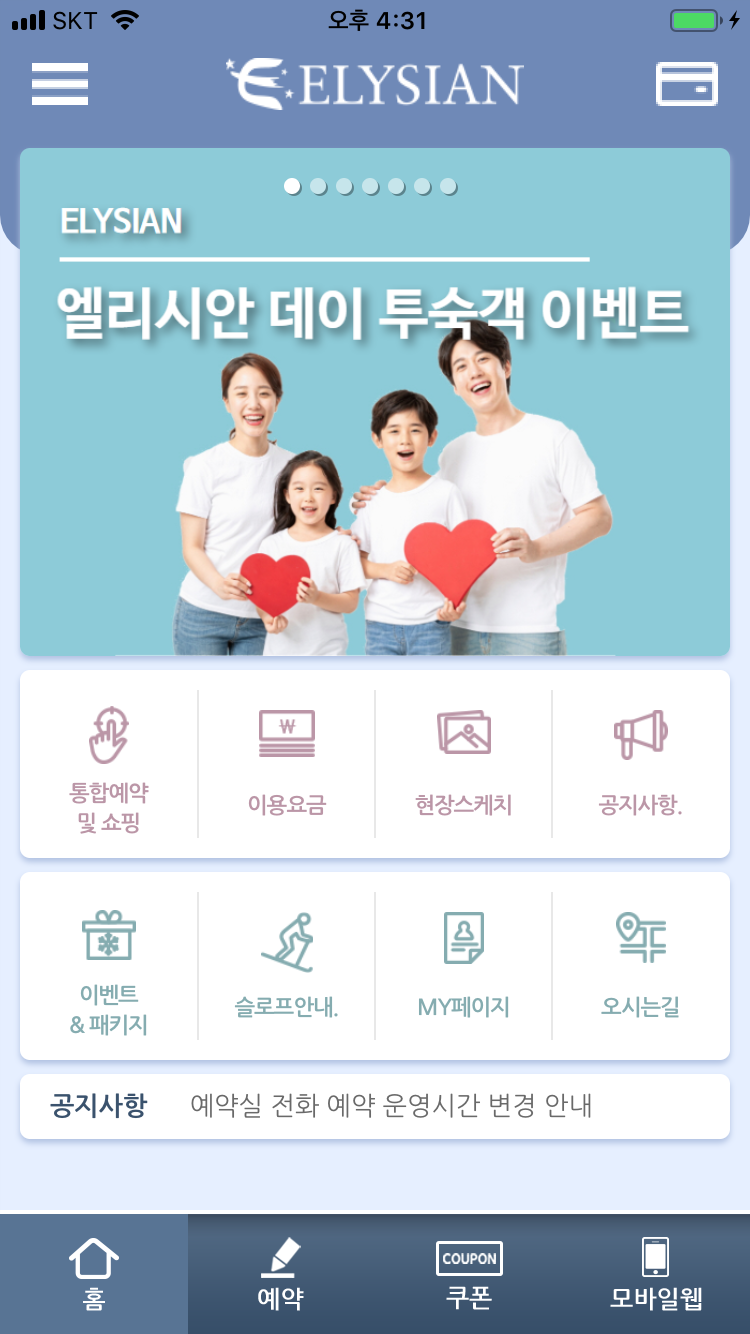 SKT 오후 4:31
ELYSIAN
ELYSIAN
엘리시안 데이 투숙객 이벤트
통합예약
및 쇼핑
이용요금
현장스케치
공지사항.
이벤트
& 패키지
슬로프안내.
MY페이지
오시는길
공지사항 예약실 전화 예약 운영시간 변경 안내
홈
예약
COUPON
쿠폰
모바일웹